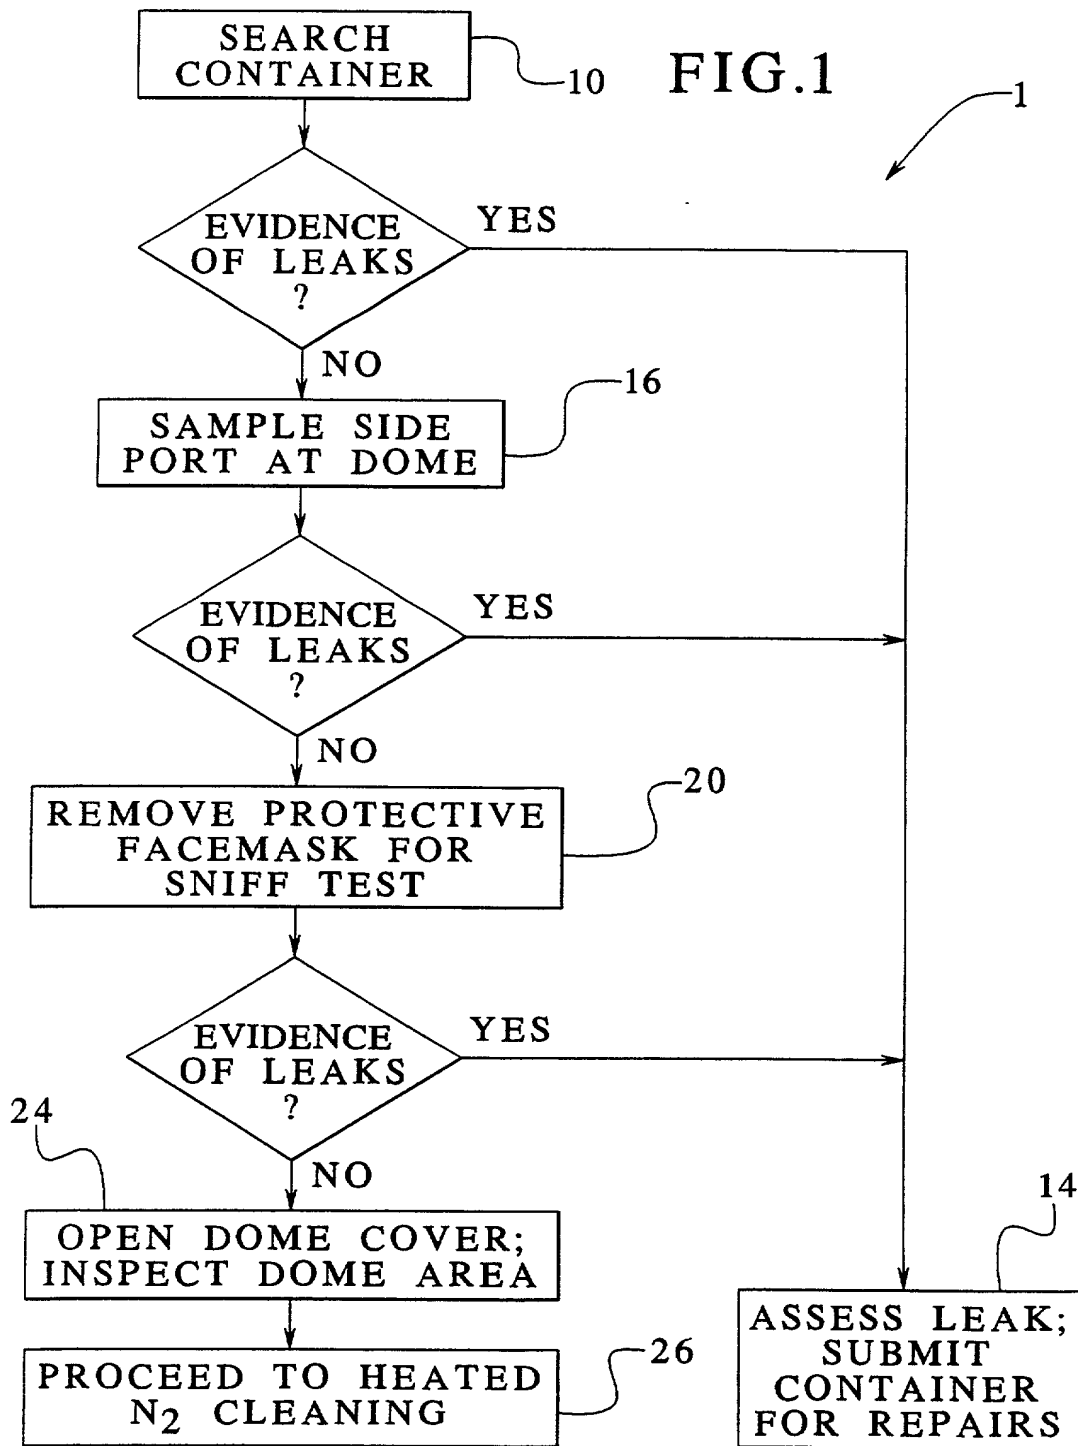 SEARCH
CONTAINER
10
FIG.1
1
EVIDENCE
OF LEAKS
?
YES
NO
16
SAMPLE SIDE
PORT AT DOME
EVIDENCE
OF LEAKS
?
YES
NO
20
REMOVE PROTECTIVE
FACEMASK FOR
SNIFF TEST
EVIDENCE
OF LEAKS
?
YES
24
NO
OPEN DOME COVER;
INSPECT DOME AREA
14
ASSESS LEAK;
SUBMIT
CONTAINER
FOR REPAIRS
26
PROCEED TO HEATED
N₂ CLEANING